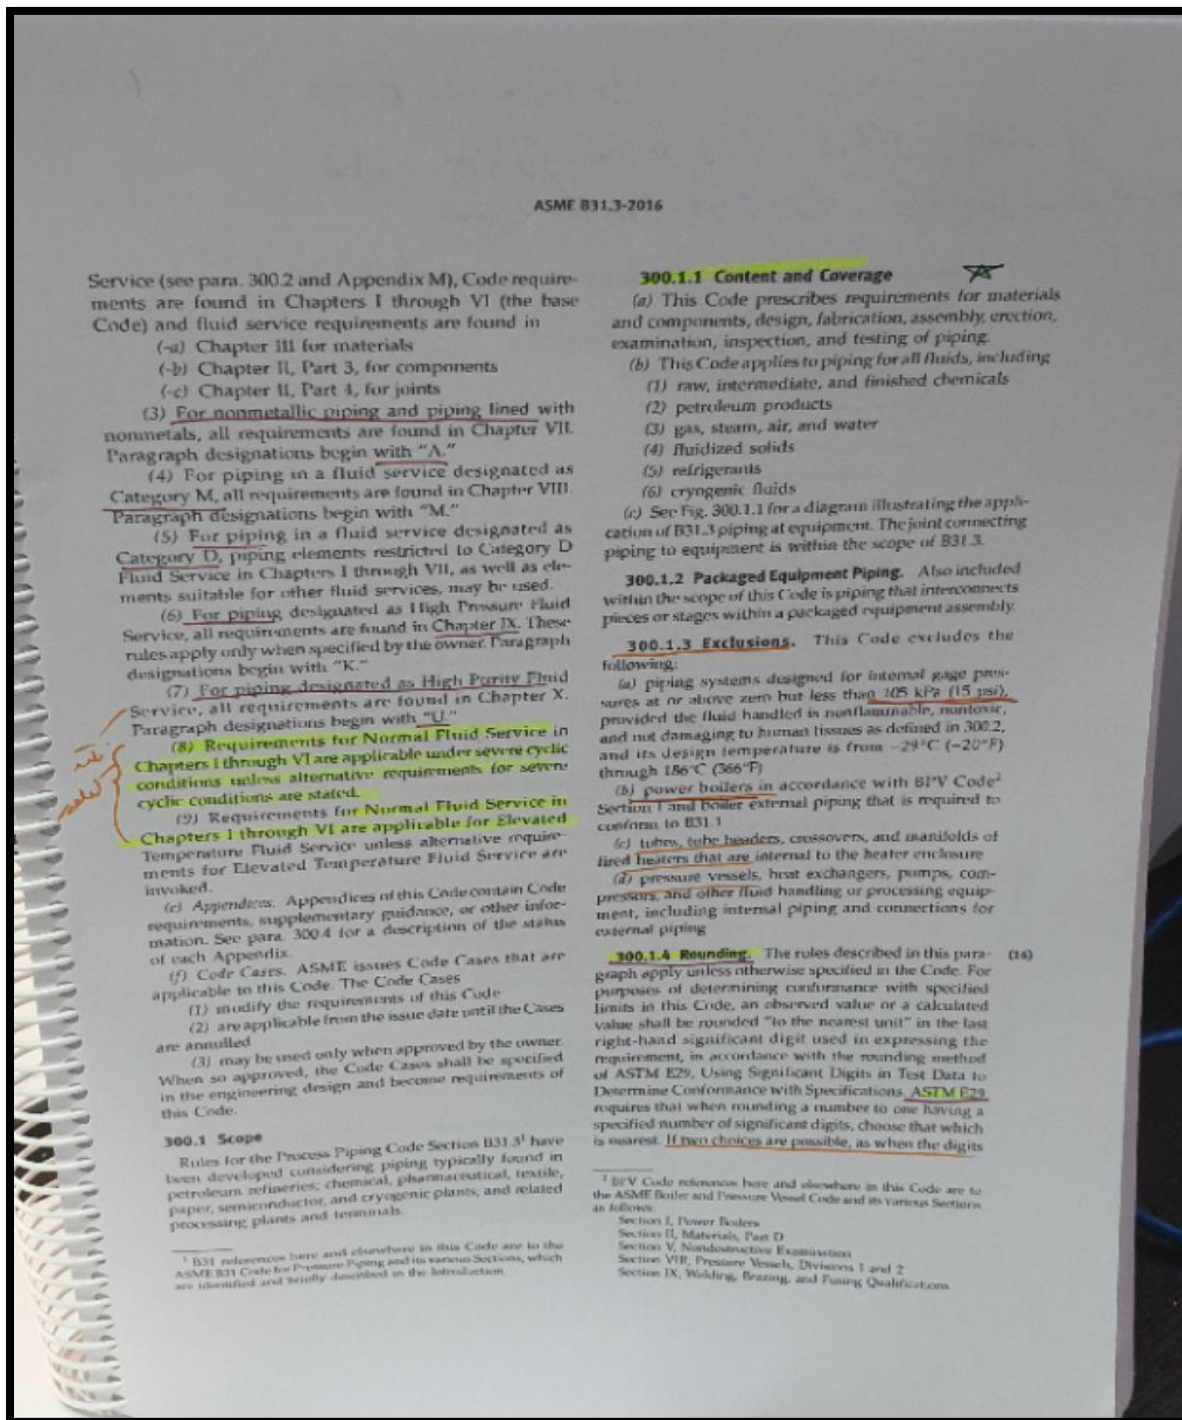 ASME B31.3-2016
Service (see para. 300.2 and Appendix M), Code require-
ments are found in Chapters I through VI (the base
Code) and fluid service requirements are found in
(-a) Chapter III for materials
(-b) Chapter II, Part 3, for components
(-c) Chapter II, Part 4, for joints
(3) For nonmetallic piping and piping lined with
nonmetals, all requirements are found in Chapter VII.
Paragraph designations begin with “A.”
(4) For piping in a fluid service designated as
Category M, all requirements are found in Chapter VIII.
Paragraph designations begin with “M.”
(5) For piping in a fluid service designated as
Category D, piping elements restricted to Category D
Fluid Service in Chapters I through VII, as well as ele-
ments suitable for other fluid services, may be used.
(6) For piping designated as High Pressure Fluid
Service, all requirements are found in Chapter IX. These
rules apply only when specified by the owner. Paragraph
designations begin with “K.”
(7) For piping designated as High Purity Fluid
Service, all requirements are found in Chapter X.
Paragraph designations begin with “U.”
(8) Requirements for Normal Fluid Service in
Chapters I through VI are applicable under severe cyclic
conditions unless alternative requirements for severe
cyclic conditions are stated.
(9) Requirements for Normal Fluid Service in
Chapters I through VI are applicable for Elevated
Temperature Fluid Service unless alternative require-
ments for Elevated Temperature Fluid Service are
invoked.
(e) Appendices. Appendices of this Code contain Code
requirements, supplementary guidance, or other infor-
mation. See para. 300.4 for a description of the status
of each Appendix.
(f) Code Cases. ASME issues Code Cases that are
applicable to this Code. The Code Cases
(1) modify the requirements of this Code
(2) are applicable from the issue date until the Cases
are annulled
(3) may be used only when approved by the owner.
When so approved, the Code Cases shall be specified
in the engineering design and become requirements of
this Code.
300.1 Scope
Rules for the Process Piping Code Section B31.3¹ have
been developed considering piping typically found in
petroleum refineries; chemical, pharmaceutical, textile,
paper, semiconductor, and cryogenic plants; and related
processing plants and terminals.
¹ B31 references here and elsewhere in this Code are to the
ASME B31 Code for Pressure Piping and its various Sections, which
are identified and briefly described in the Introduction.
300.1.1 Content and Coverage
(a) This Code prescribes requirements for materials
and components, design, fabrication, assembly, erection,
examination, inspection, and testing of piping.
(b) This Code applies to piping for all fluids, including
(1) raw, intermediate, and finished chemicals
(2) petroleum products
(3) gas, steam, air, and water
(4) fluidized solids
(5) refrigerants
(6) cryogenic fluids
(c) See Fig. 300.1.1 for a diagram illustrating the appli-
cation of B31.3 piping at equipment. The joint connecting
piping to equipment is within the scope of B31.3.
300.1.2 Packaged Equipment Piping. Also included
within the scope of this Code is piping that interconnects
pieces or stages within a packaged equipment assembly.
300.1.3 Exclusions. This Code excludes the
following:
(a) piping systems designed for internal gage pres-
sures at or above zero but less than 105 kPa (15 psi),
provided the fluid handled is nonflammable, nontoxic,
and not damaging to human tissues as defined in 300.2,
and its design temperature is from −29°C (−20°F)
through 186°C (366°F)
(b) power boilers in accordance with BPV Code²
Section I and boiler external piping that is required to
conform to B31.1
(c) tubes, tube headers, crossovers, and manifolds of
fired heaters that are internal to the heater enclosure
(d) pressure vessels, heat exchangers, pumps, com-
pressors, and other fluid handling or processing equip-
ment, including internal piping and connections for
external piping
300.1.4 Rounding. The rules described in this para- (16)
graph apply unless otherwise specified in the Code. For
purposes of determining conformance with specified
limits in this Code, an observed value or a calculated
value shall be rounded “to the nearest unit” in the last
right-hand significant digit used in expressing the
requirement, in accordance with the rounding method
of ASTM E29, Using Significant Digits in Test Data to
Determine Conformance with Specifications. ASTM E29
requires that when rounding a number to one having a
specified number of significant digits, choose that which
is nearest. If two choices are possible, as when the digits
² BPV Code references here and elsewhere in this Code are to
the ASME Boiler and Pressure Vessel Code and its various Sections
as follows:
Section I, Power Boilers
Section II, Materials, Part D
Section V, Nondestructive Examination
Section VIII, Pressure Vessels, Divisions 1 and 2
Section IX, Welding, Brazing, and Fusing Qualifications